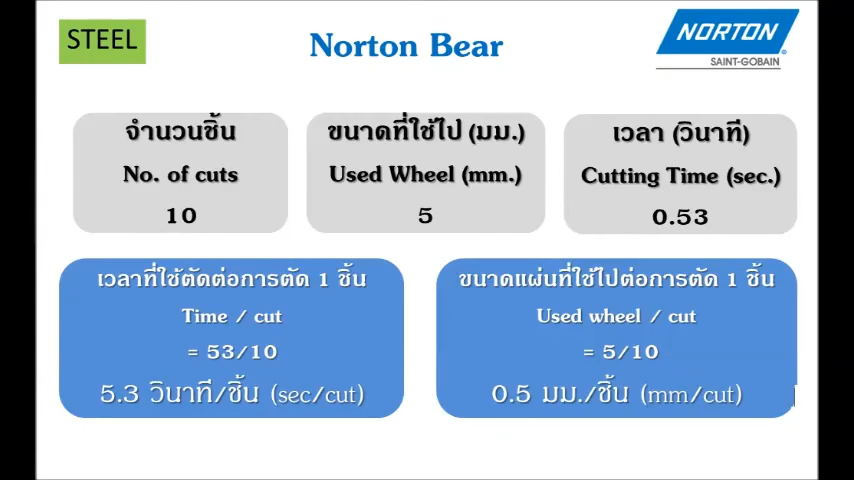 STEEL
Norton Bear
NORTON
SAINT-GOBAIN
จำนวนชิ้น
No. of cuts
10
ขนาดที่ใช้ไป (มม.)
Used Wheel (mm.)
5
เวลา (วินาที)
Cutting Time (sec.)
0.53
เวลาที่ใช้ตัดต่อการตัด 1 ชิ้น
Time / cut
= 53/10
5.3 วินาที/ชิ้น (sec/cut)
ขนาดแผ่นที่ใช้ไปต่อการตัด 1 ชิ้น
Used wheel / cut
= 5/10
0.5 มม./ชิ้น (mm/cut)